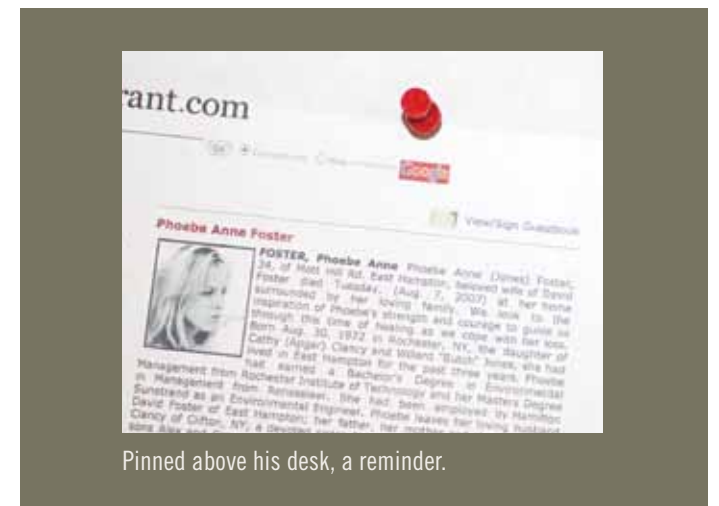 rant.com
Go
Google
View/Sign Guestbook
Phoebe Anne Foster
FOSTER, Phoebe Anne Phoebe Anne (Jones) Foster,
34, of Mott Hill Rd. East Hampton, beloved wife of David
Foster died Tuesday, (Aug. 7, 2007) at her home
surrounded by her loving family. We look to the
inspiration of Phoebe's strength and courage to guide us
through this time of healing as we cope with her loss.
Born Aug. 30, 1972 in Rochester, NY, the daughter of
Cathy (Apgar) Clancy and Willard "Butch" Jones, she had
lived in East Hampton for the past three years. Phoebe
had earned a Bachelor's Degree in Environmental
Management from Rochester Institute of Technology and her Masters Degree
in Management from Rensselaer. She had been employed by Hamilton
Sunstrand as an Environmental Engineer. Phoebe leaves her loving husband
David Foster of East Hampton; her father, her mother
Clancy of Clifton, NY; a devoted
sons Alex and
Pinned above his desk, a reminder.